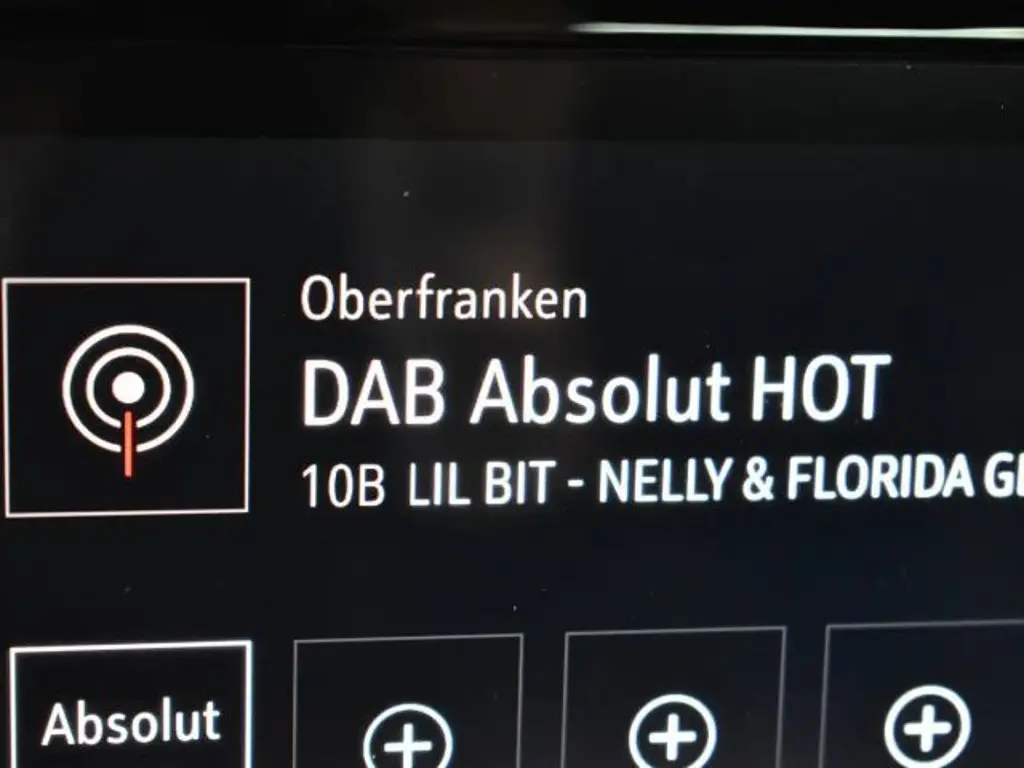 Oberfranken
DAB Absolut HOT
10B LIL BIT - NELLY & FLORIDA
Absolut